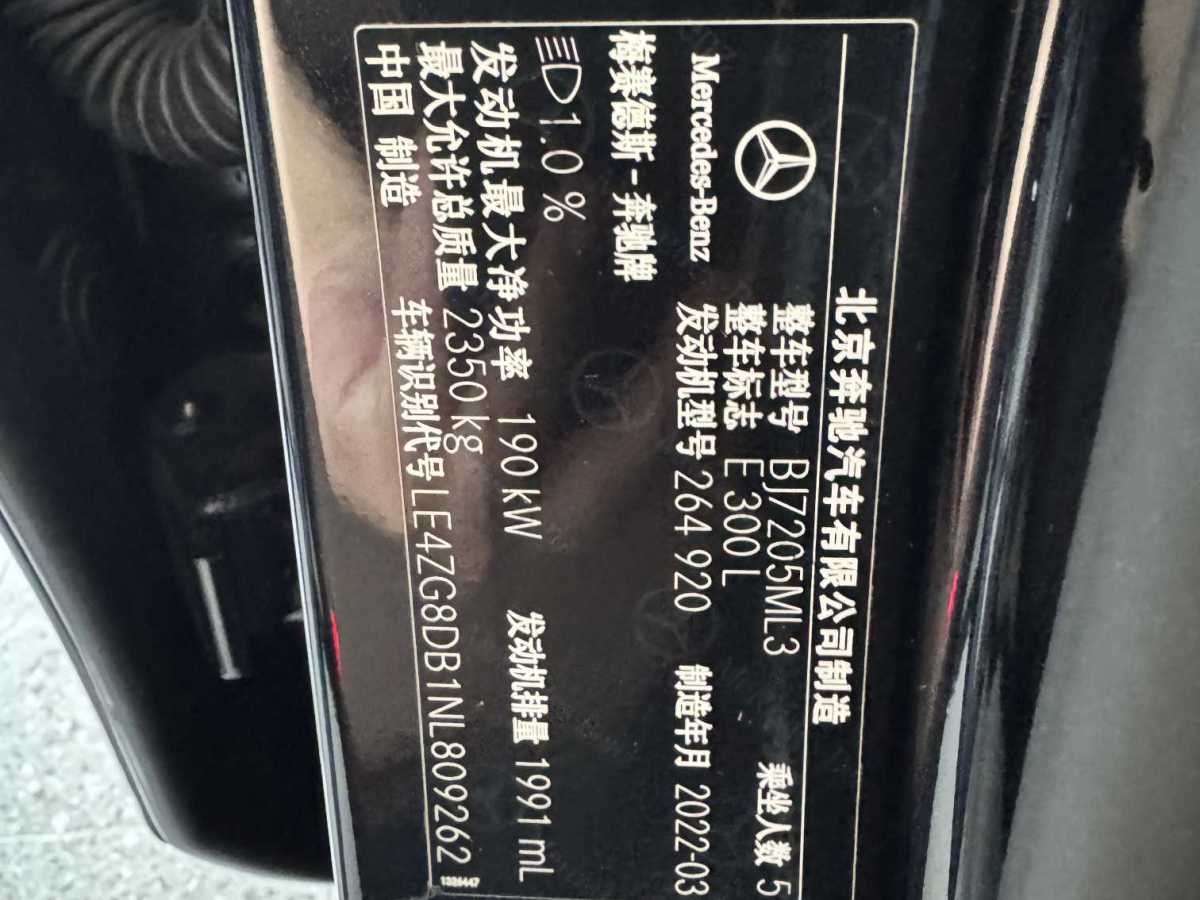 北京奔驰汽车有限公司制造
Mercedes-Benz
梅赛德斯-奔驰牌
整车型号 BJ7205ML3 乘坐人数 5
整车标志 E 300 L
发动机型号 264 920 制造年月 2022-03
1.0 %
发动机最大净功率 190 kW 发动机排量 1991 mL
最大允许总质量 2350 kg
车辆识别代号 LE4ZG8DB1NL809262
中国 制造
1324447